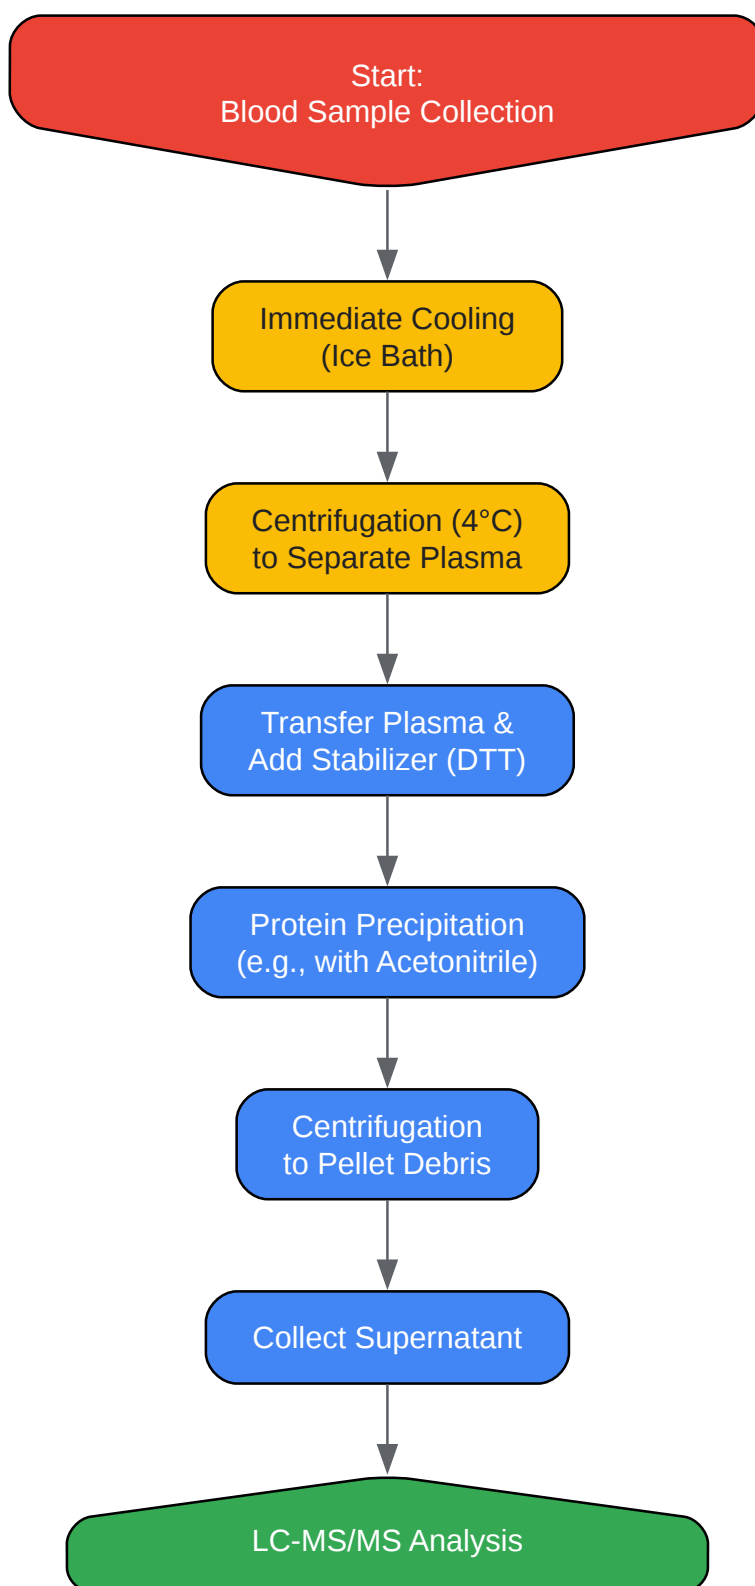 Start:
Blood Sample Collection
Immediate Cooling
(Ice Bath)
Centrifugation (4°C)
to Separate Plasma
Transfer Plasma &
Add Stabilizer (DTT)
Protein Precipitation
(e.g., with Acetonitrile)
Centrifugation
to Pellet Debris
Collect Supernatant
LC-MS/MS Analysis